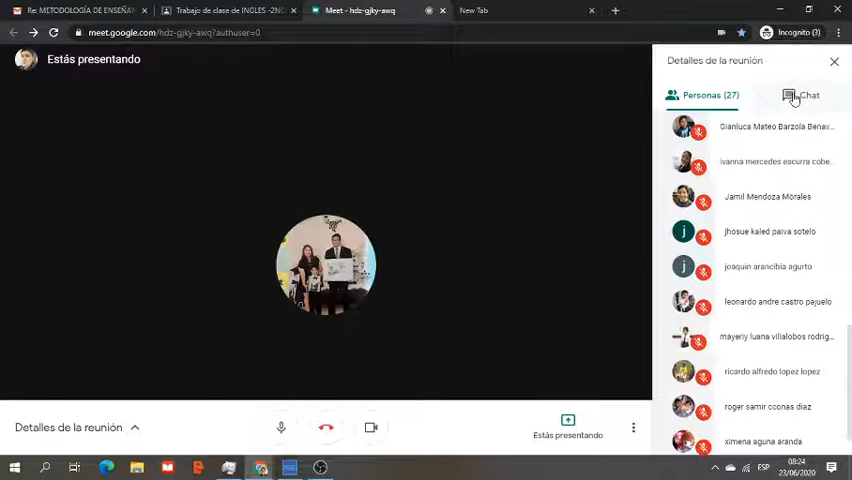 Re: METODOLOGÍA DE ENSEÑAN
Trabajo de clase de INGLES -2ND
Meet - hdz-gjky-awq
New Tab
meet.google.com/hdz-gjky-awq?authuser=0
Incognito (3)
Estás presentando
Detalles de la reunión
Personas (27)
Chat
Gianluca Mateo Barzola Benav...
ivanna mercedes escurra cobe...
Jamil Mendoza Morales
jhosue kaled paiva sotelo
j
joaquin arancibia agurto
j
leonardo andre castro pajuelo
mayerly luana villalobos rodrig...
ricardo alfredo lopez lopez
roger samir cconas diaz
ximena aguna aranda
Detalles de la reunión
Estás presentando
ESP
08:24
23/06/2020